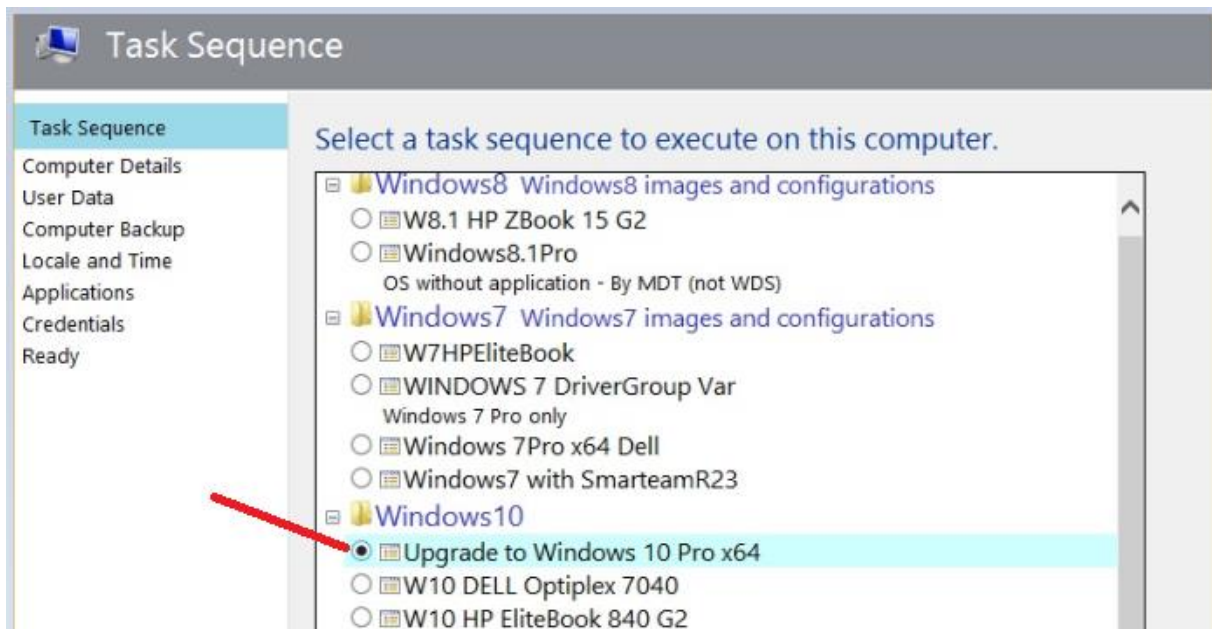 Task Sequence
Task Sequence
Computer Details
User Data
Computer Backup
Locale and Time
Applications
Credentials
Ready
Select a task sequence to execute on this computer.
Windows8 Windows8 images and configurations
W8.1 HP ZBook 15 G2
Windows8.1Pro
OS without application - By MDT (not WDS)
Windows7 Windows7 images and configurations
W7HPEliteBook
WINDOWS 7 DriverGroup Var
Windows 7 Pro only
Windows 7Pro x64 Dell
Windows7 with SmarteamR23
Windows10
Upgrade to Windows 10 Pro x64
W10 DELL Optiplex 7040
W10 HP EliteBook 840 G2